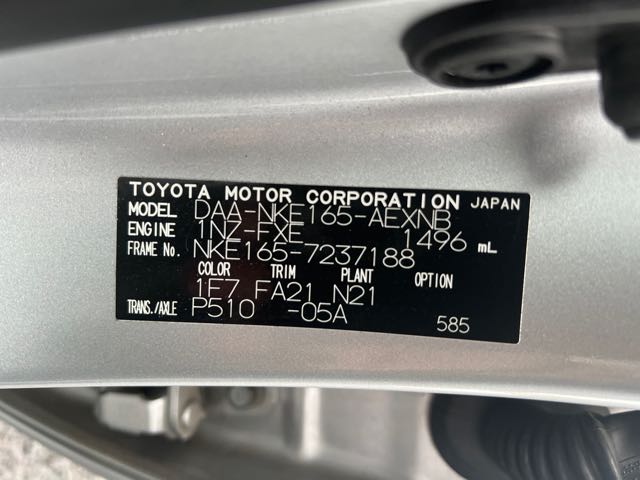 TOYOTA MOTOR CORPORATION JAPAN
MODEL DAA-NKE165-AEXNB
ENGINE 1NZ-FXE 1496 mL
FRAME No. NKE165-7237188
COLOR TRIM PLANT OPTION
1F7 FA21 N21
TRANS./AXLE P510 -05A
585